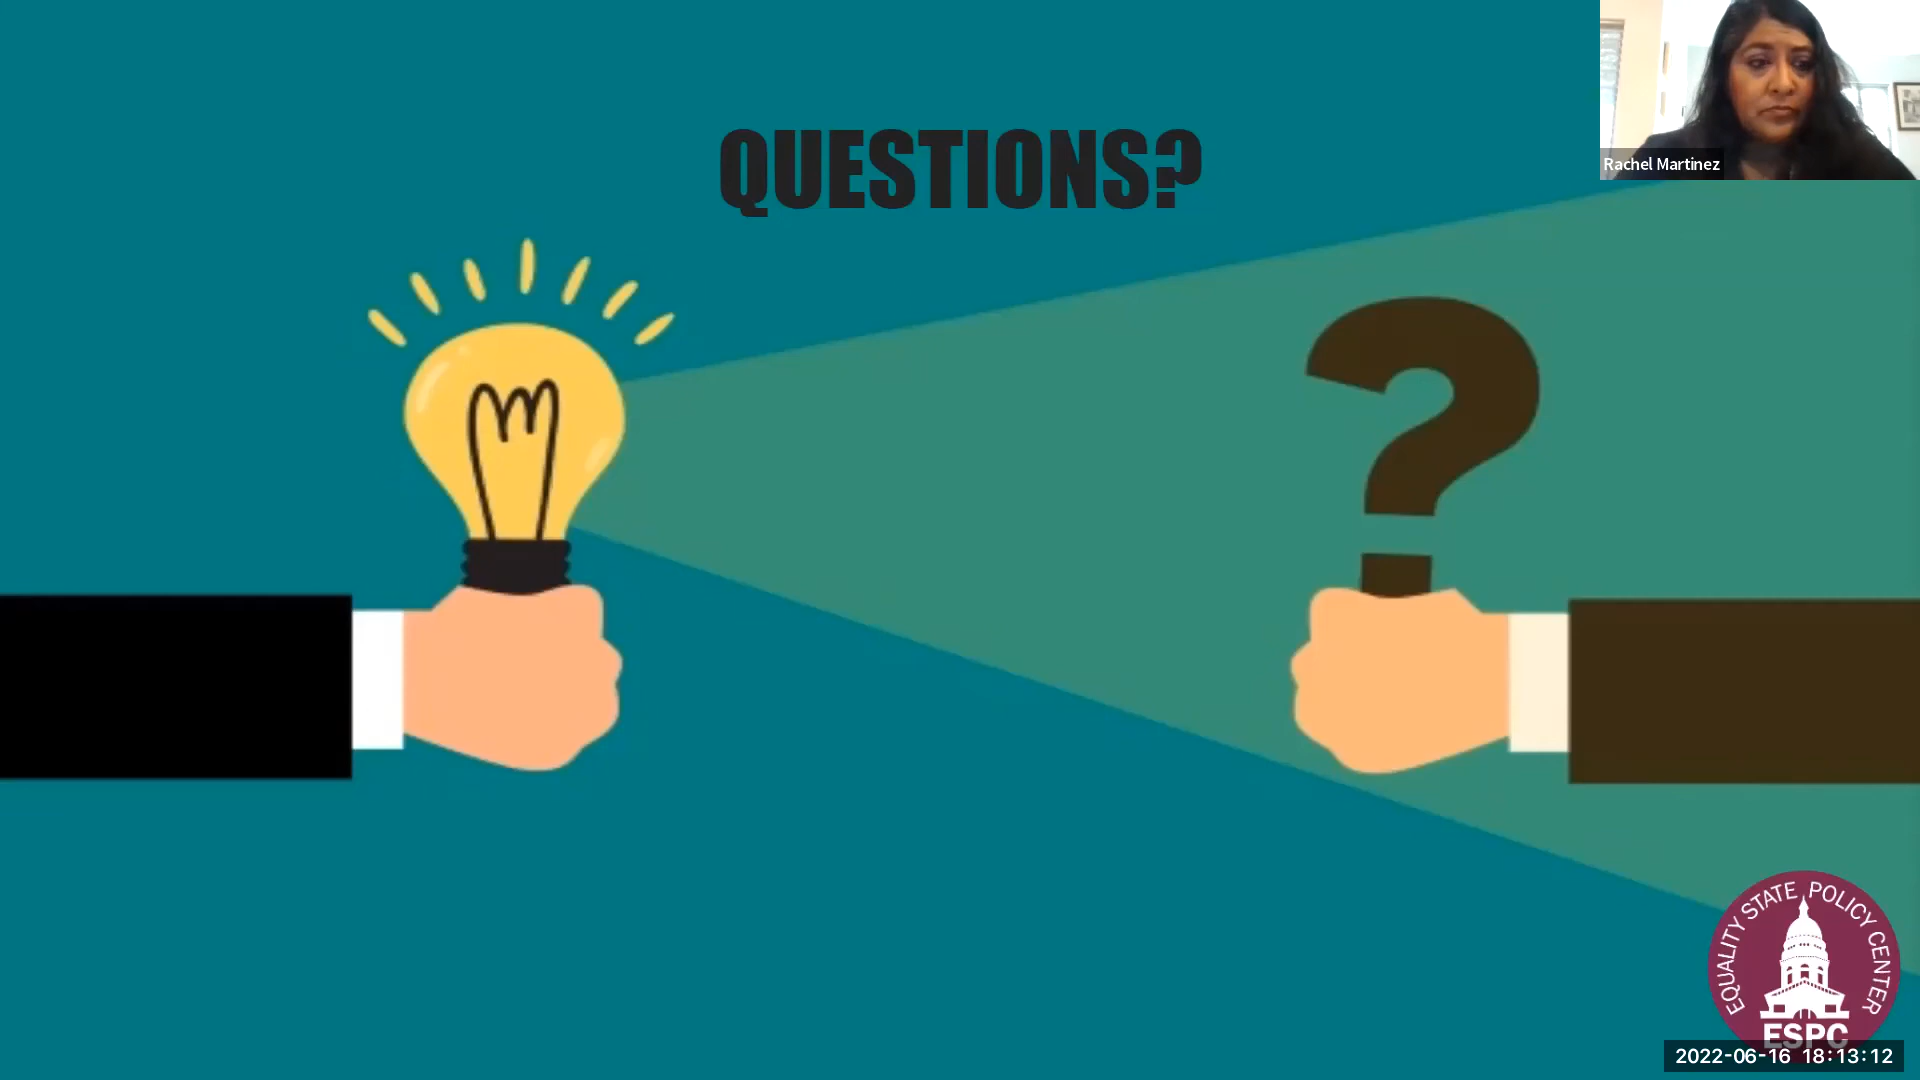 QUESTIONS?
Rachel Martinez
EQUALITY STATE POLICY CENTER
ESPC
2022-06-16 18:13:12